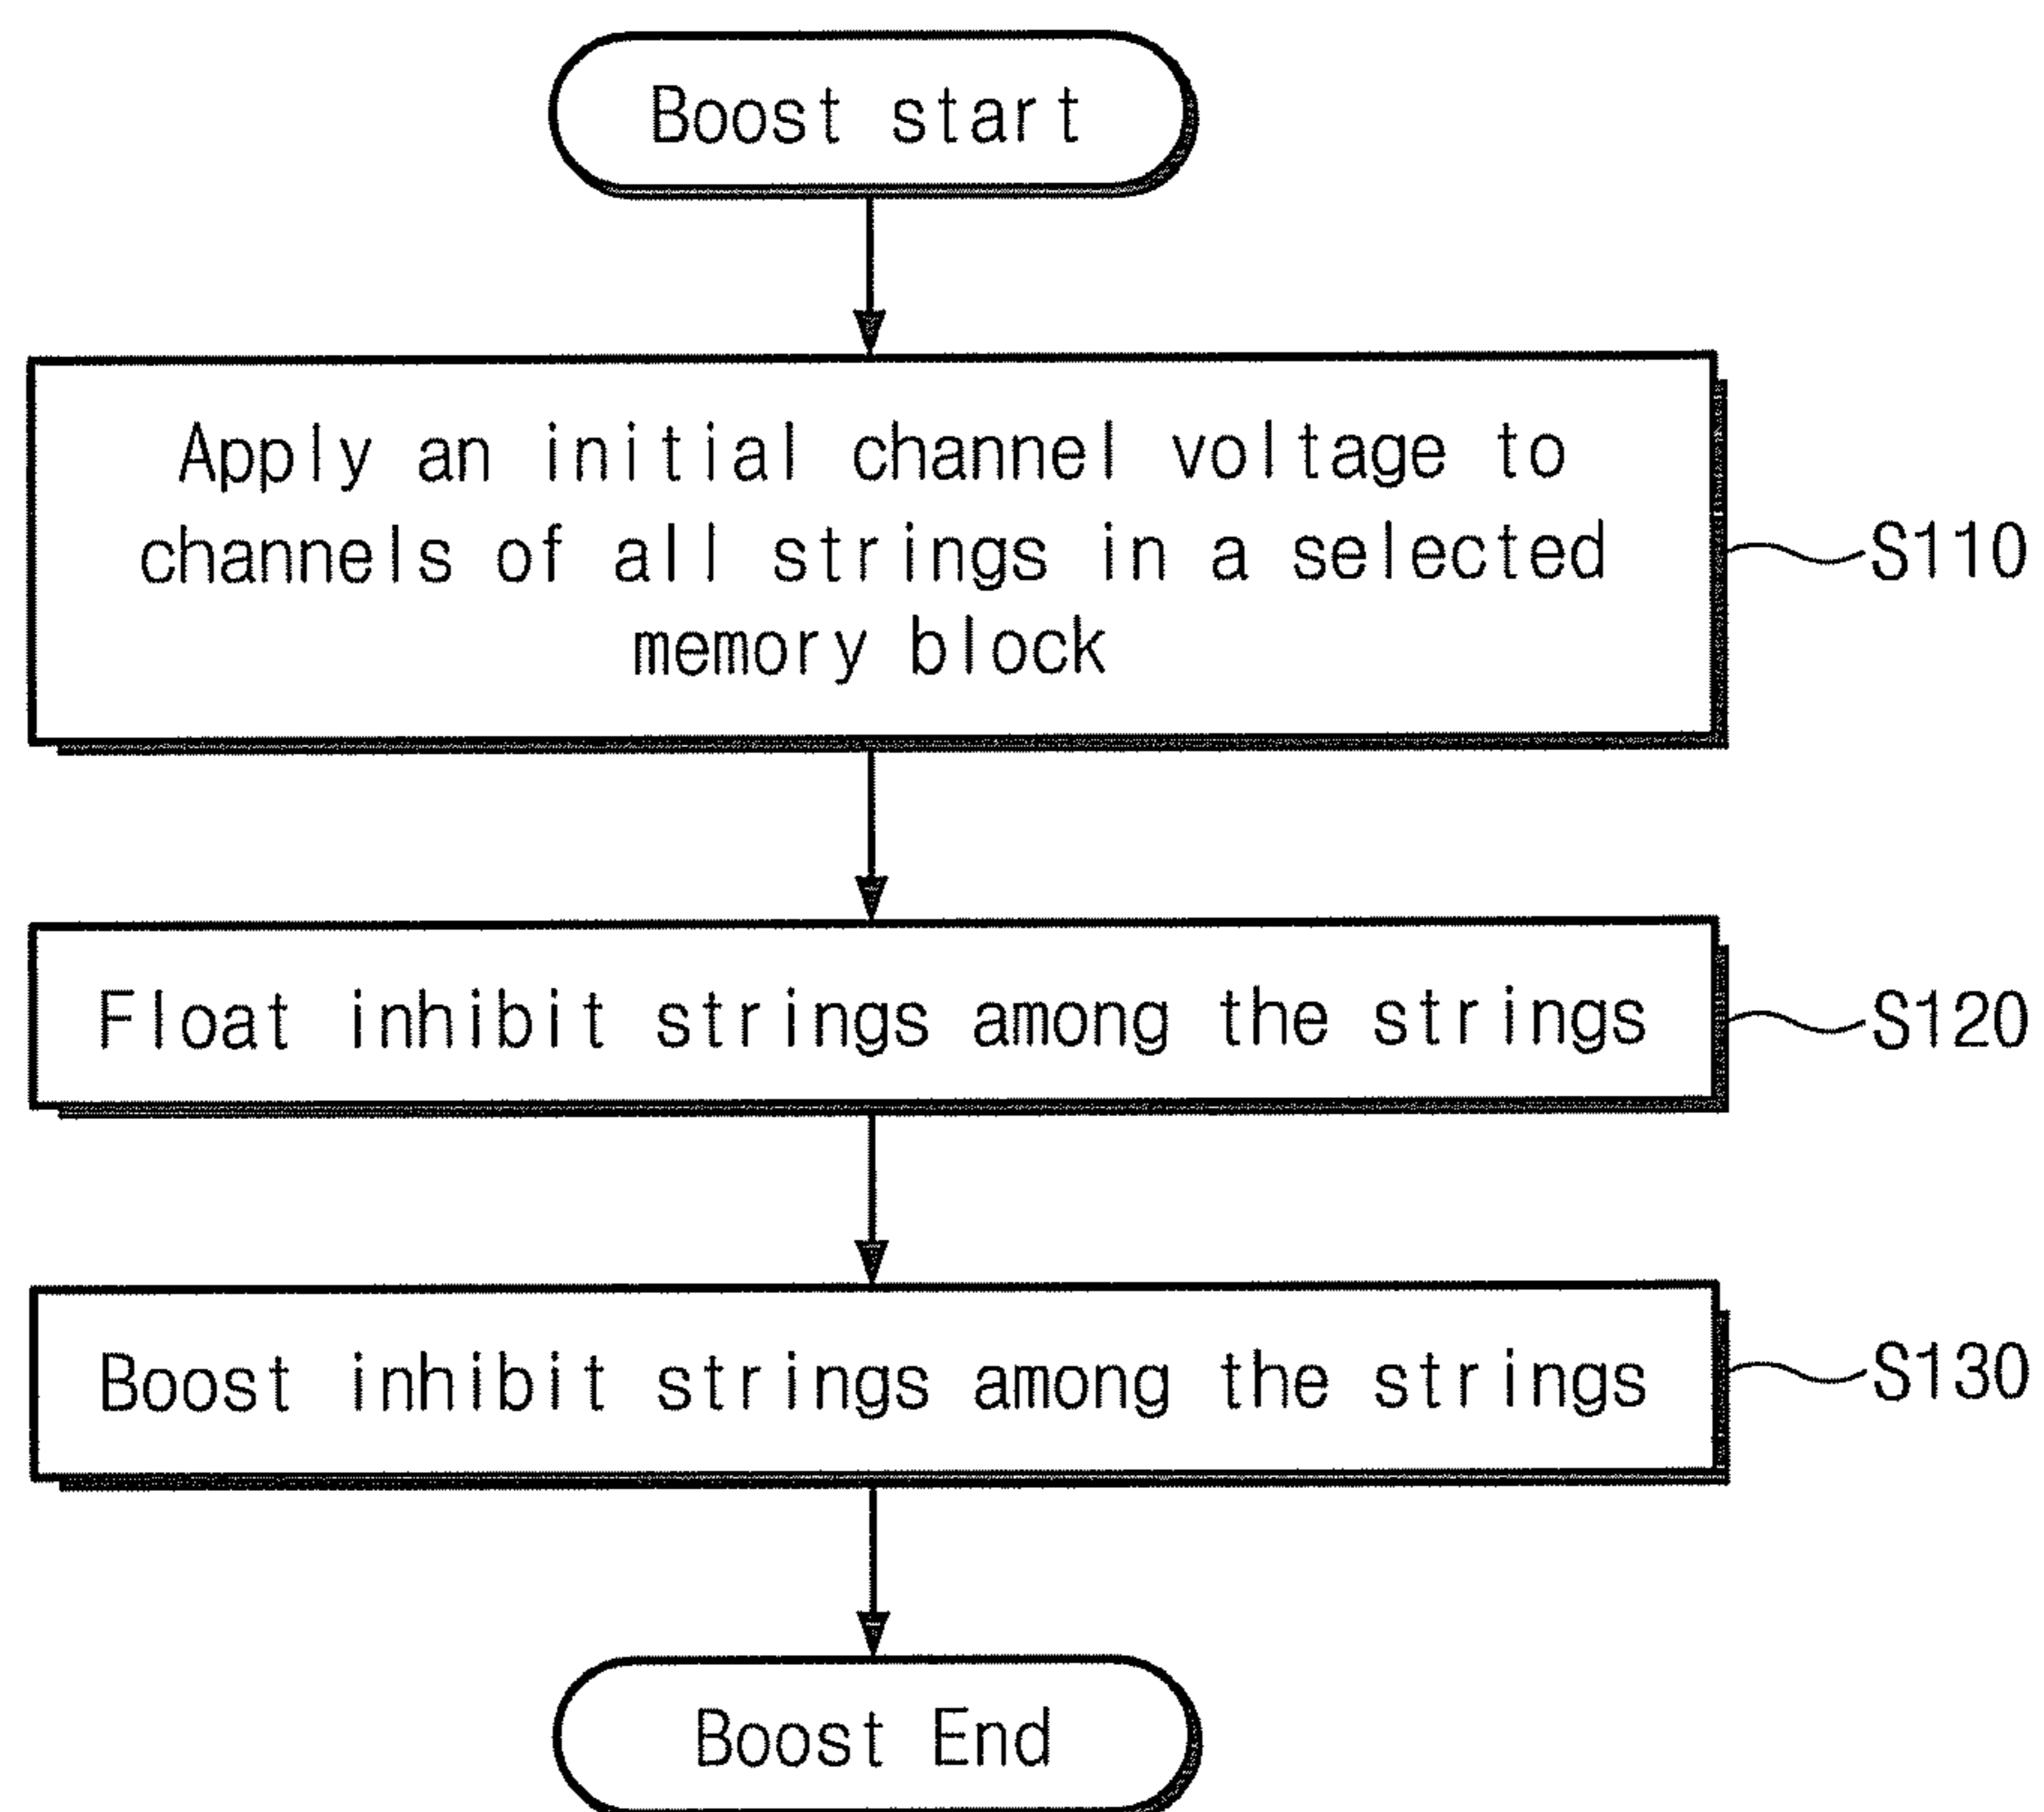 Boost start
Apply an initial channel voltage to
channels of all strings in a selected
memory block
S110
Float inhibit strings among the strings
S120
Boost inhibit strings among the strings
S130
Boost End